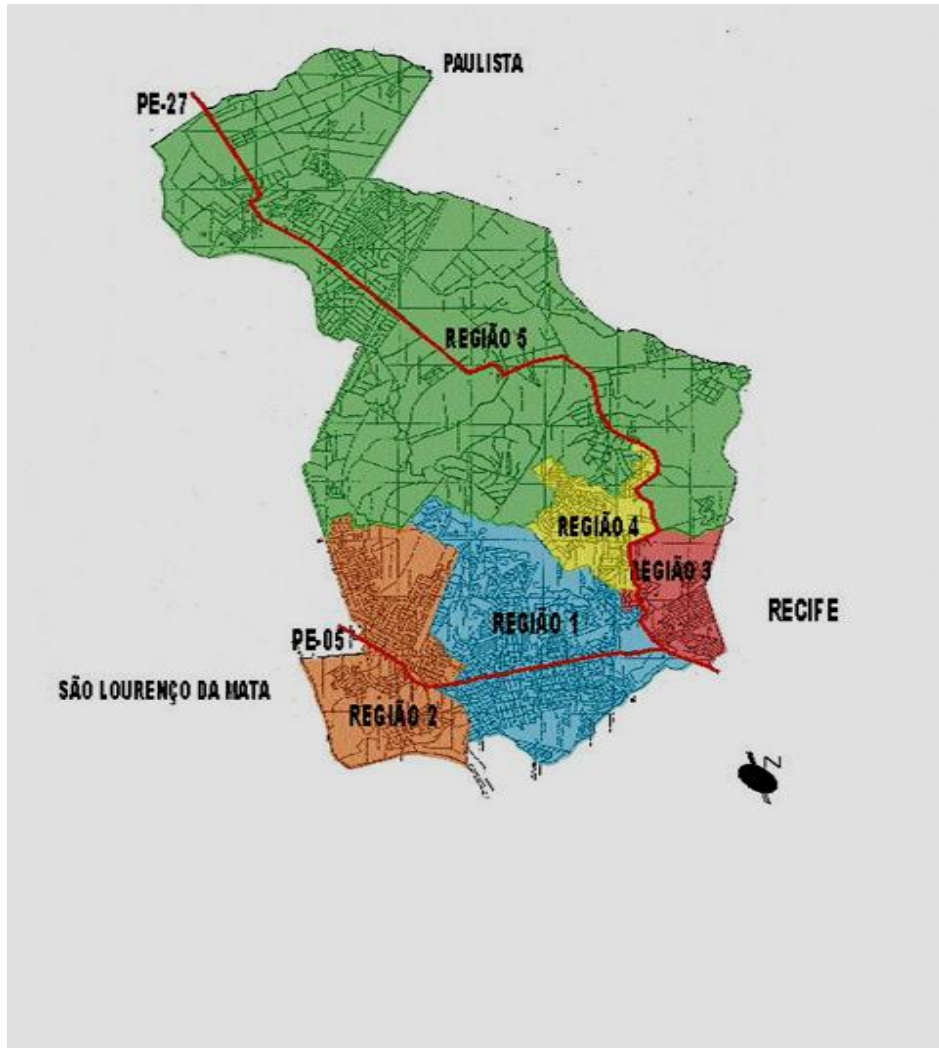 PAULISTA
PE-27
REGIÃO 5
REGIÃO 4
REGIÃO 3
RECIFE
REGIÃO 1
PE-05
SÃO LOURENÇO DA MATA
REGIÃO 2
N